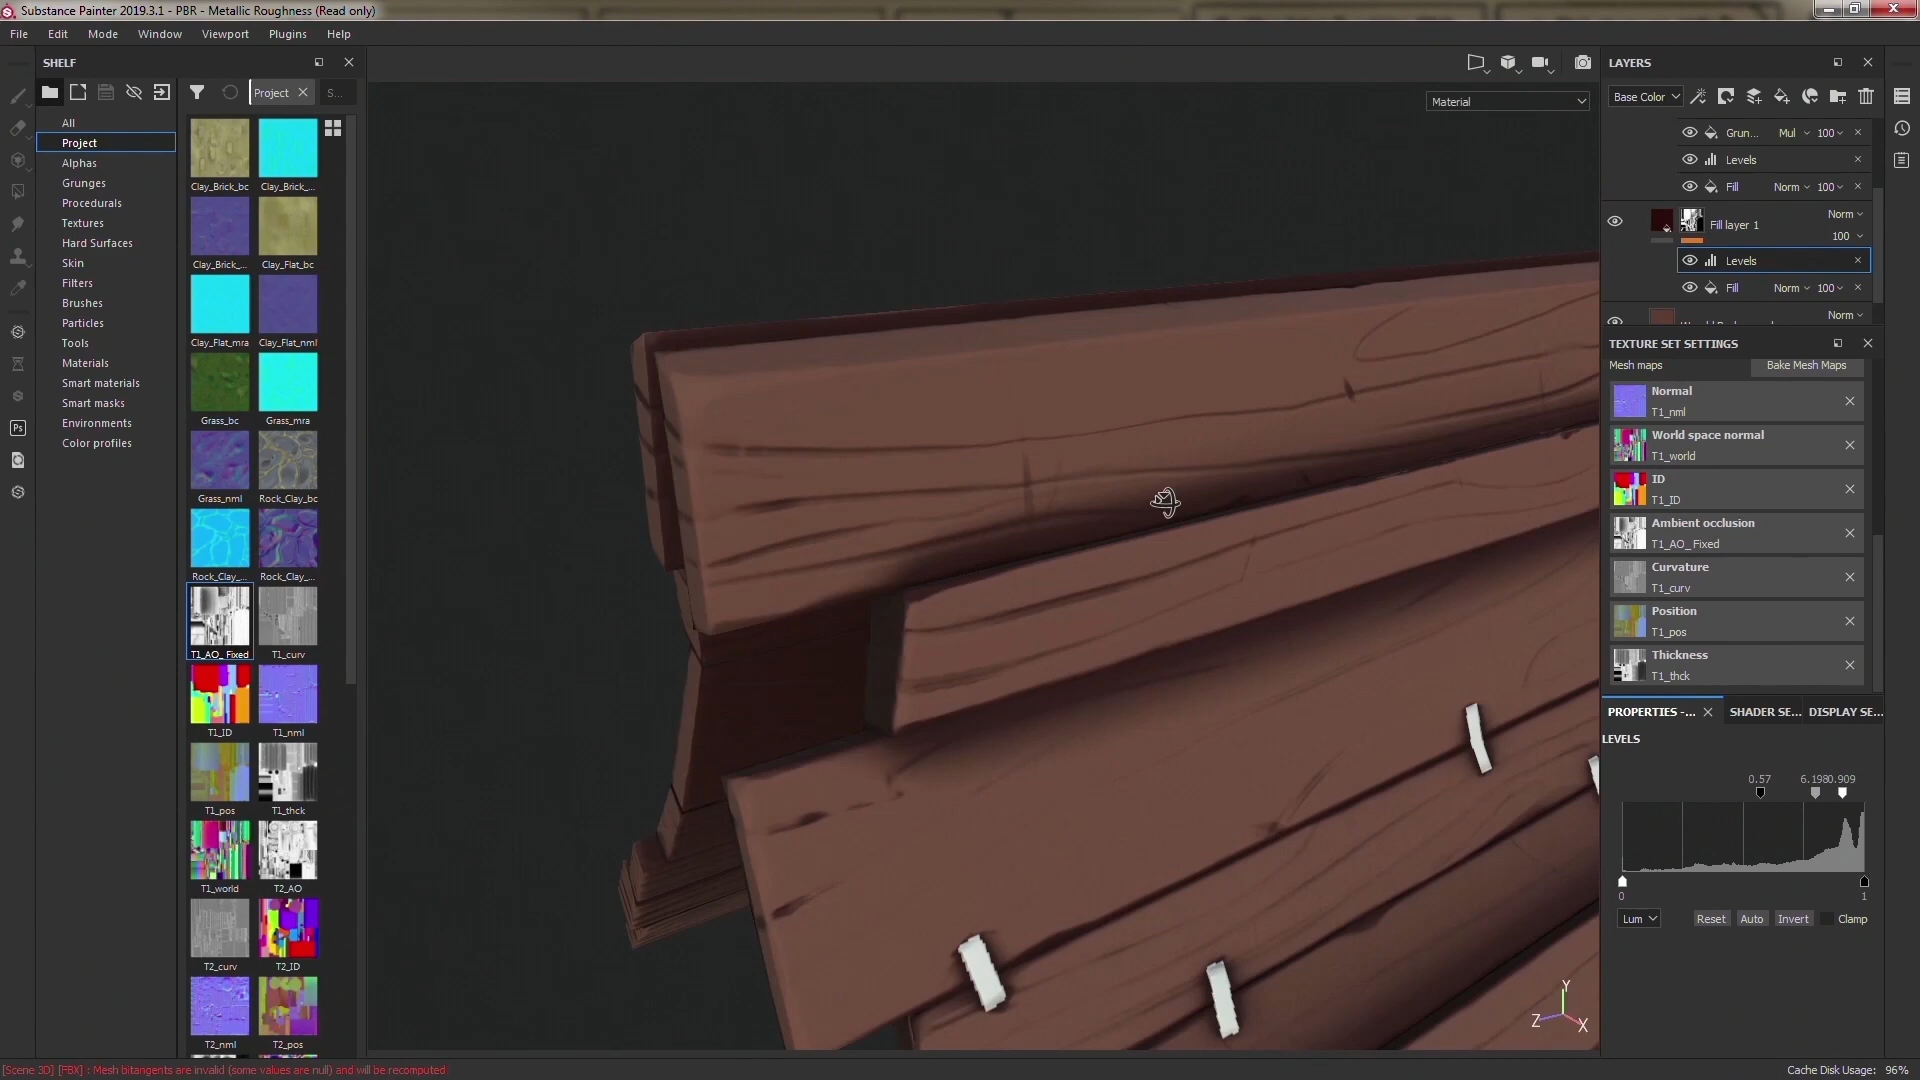 Substance Painter 2019.3.1 - PBR - Metallic Roughness (Read only)
File Edit Mode Window Viewport Plugins Help
SHELF
Project
S...
All
Project
Alphas
Grunges
Procedurals
Textures
Hard Surfaces
Skin
Filters
Brushes
Particles
Tools
Materials
Smart materials
Smart masks
Environments
Color profiles
Ps
Clay_Brick_bc Clay_Brick_...
Clay_Brick_... Clay_Flat_bc
Clay_Flat_mra Clay_Flat_nml
Grass_bc Grass_mra
Grass_nml Rock_Clay_bc
Rock_Clay_... Rock_Clay_...
T1_AO_ Fixed T1_curv
T1_ID T1_nml
T1_pos T1_thck
T1_world T2_AO
T2_curv T2_ID
T2_nml T2_pos
Material
Y
Z X
LAYERS
Base Color
Grun... Mul 100
Levels
Fill Norm 100
Norm
Fill layer 1
100
Levels
Fill Norm 100
Norm
TEXTURE SET SETTINGS
Mesh maps Bake Mesh Maps
Normal
T1_nml
World space normal
T1_world
ID
T1_ID
Ambient occlusion
T1_AO_Fixed
Curvature
T1_curv
Position
T1_pos
Thickness
T1_thck
PROPERTIES -... SHADER SE... DISPLAY SE...
LEVELS
0.57 6.1980.909
0 1
Lum Reset Auto Invert Clamp
[Scene 3D] [FBX] : Mesh bitangents are invalid (some values are null) and will be recomputed
Cache Disk Usage: 96%